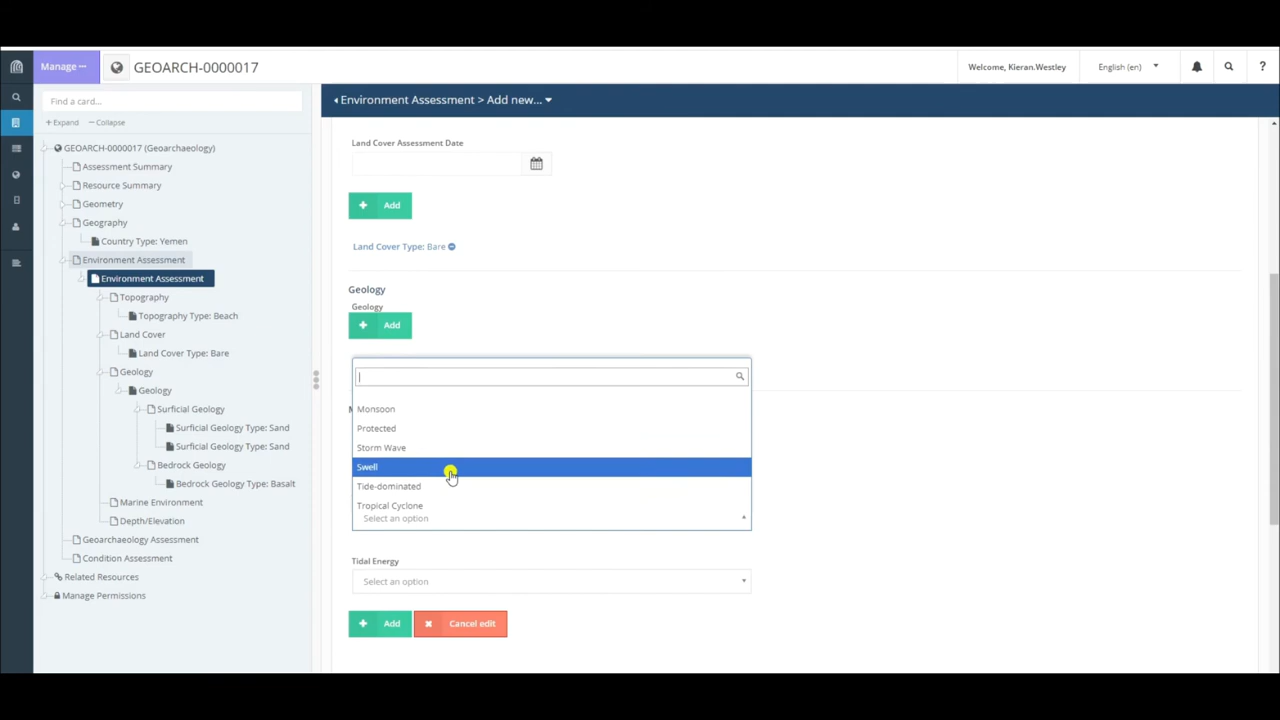 Manage
GEOARCH-0000017
Welcome, Kieran.Westley
English (en)
?
Find a card...
+Expand
−Collapse
Environment Assessment > Add new...
GEOARCH-0000017 (Geoarchaeology)
Assessment Summary
Resource Summary
Geometry
Geography
Country Type: Yemen
Environment Assessment
Environment Assessment
Topography
Topography Type: Beach
Land Cover
Land Cover Type: Bare
Geology
Geology
Surficial Geology
Surficial Geology Type: Sand
Surficial Geology Type: Sand
Bedrock Geology
Bedrock Geology Type: Basalt
Marine Environment
Depth/Elevation
Geoarchaeology Assessment
Condition Assessment
Related Resources
Manage Permissions
Land Cover Assessment Date
+ Add
Land Cover Type: Bare
Geology
Geology
+ Add
Monsoon
Protected
Storm Wave
Swell
Tide-dominated
Tropical Cyclone
Select an option
Tidal Energy
Select an option
+ Add
Cancel edit